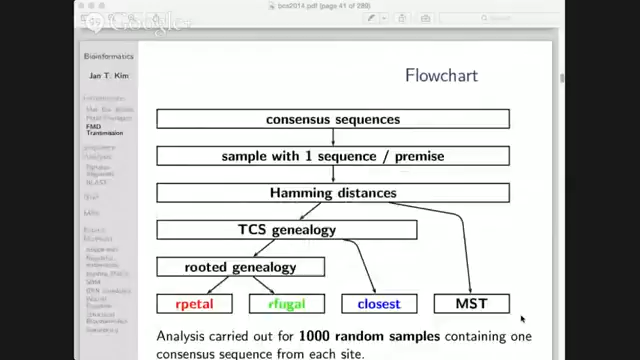 bcs2014.pdf (page 41 of 289)
Google+
Bioinformatics
Jan T. Kim
FMD
Transmission
BLAST
Flowchart
consensus sequences
sample with 1 sequence / premise
Hamming distances
TCS genealogy
rooted genealogy
rpetal
rfugal
closest
MST
Analysis carried out for 1000 random samples containing one
consensus sequence from each site.